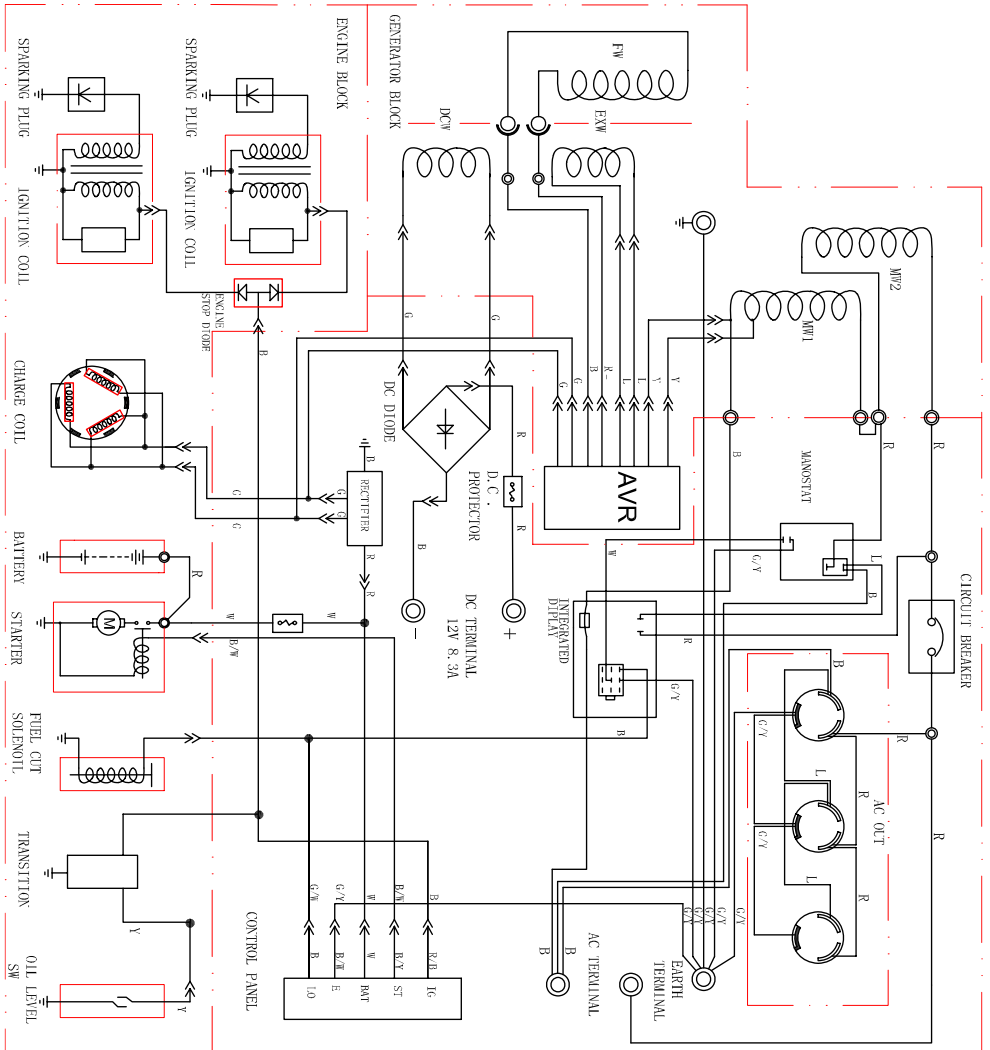 GENERATOR BLOCK
ENGINE BLOCK
FW
EXW
DCW
MW2
MW1
SPARKING PLUG
SPARKING PLUG
IGNITION COIL
IGNITION COIL
ENGINE
STOP DIODE
B
CHARGE COIL
G
G
G
G
DC DIODE
G
G
B
R-
L
L
Y
Y
G
G
AVR
R
D.C.
PROTECTOR
R
B
B
RECTIFIER
R
R
MANOSTAT
R
R
B
W
G/Y
L
B
R
CIRCUIT BREAKER
BATTERY
R
STARTER
M
W
W
B/W
DC TERMINAL
12V 8.3A
-
+
INTEGRATED
DIPLAY
G/Y
B
FUEL CUT
SOLENOIL
TRANSITION
Y
OIL LEVEL
SW
Y
CONTROL PANEL
G/W
G/Y
W
B/W
B
B
B/W
W
B/Y
R/B
LO
E
BAT
ST
IG
AC TERMINAL
B
B
EARTH
TERMINAL
G/Y
G/Y
G/Y
G/Y
G/Y
AC OUT
B
G/Y
R
L
R
G/Y
L
R
R